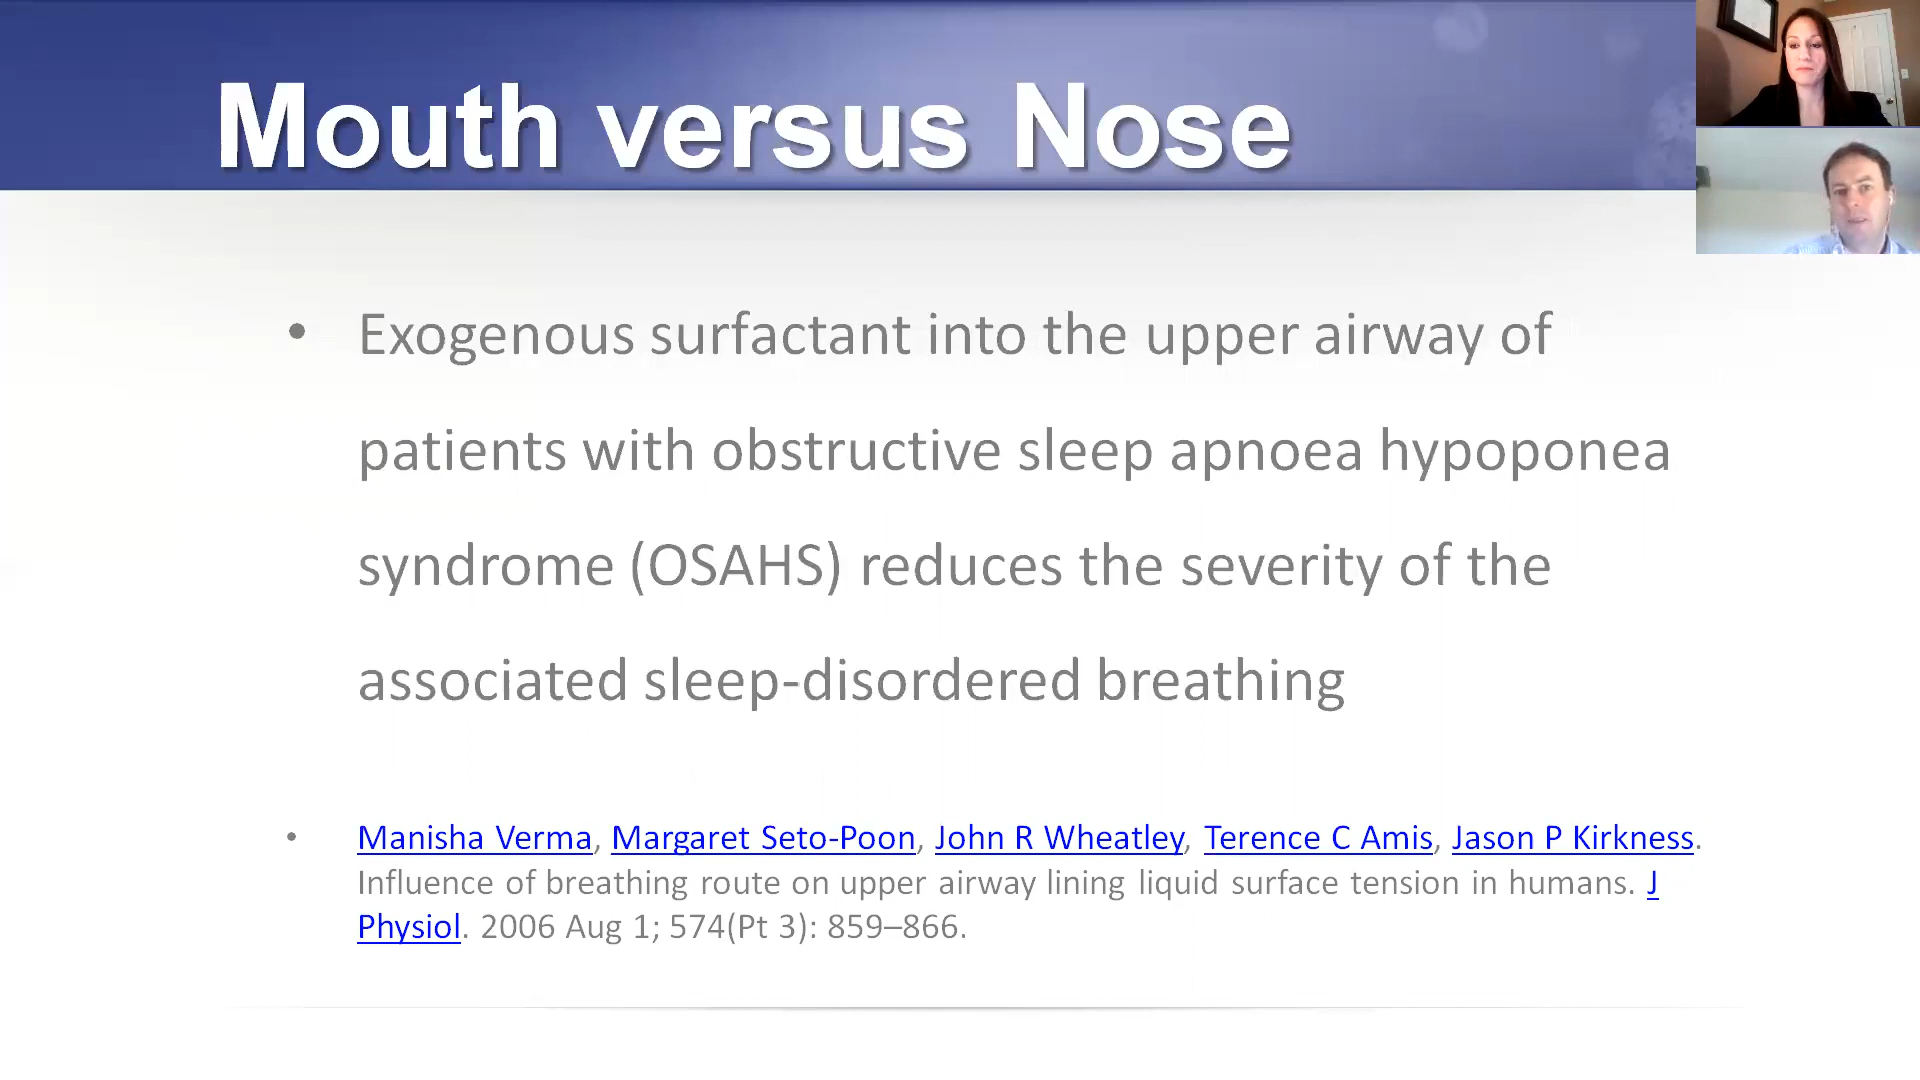 Mouth versus Nose
• Exogenous surfactant into the upper airway of
patients with obstructive sleep apnoea hypoponea
syndrome (OSAHS) reduces the severity of the
associated sleep-disordered breathing
• Manisha Verma, Margaret Seto-Poon, John R Wheatley, Terence C Amis, Jason P Kirkness.
Influence of breathing route on upper airway lining liquid surface tension in humans. J
Physiol. 2006 Aug 1; 574(Pt 3): 859–866.